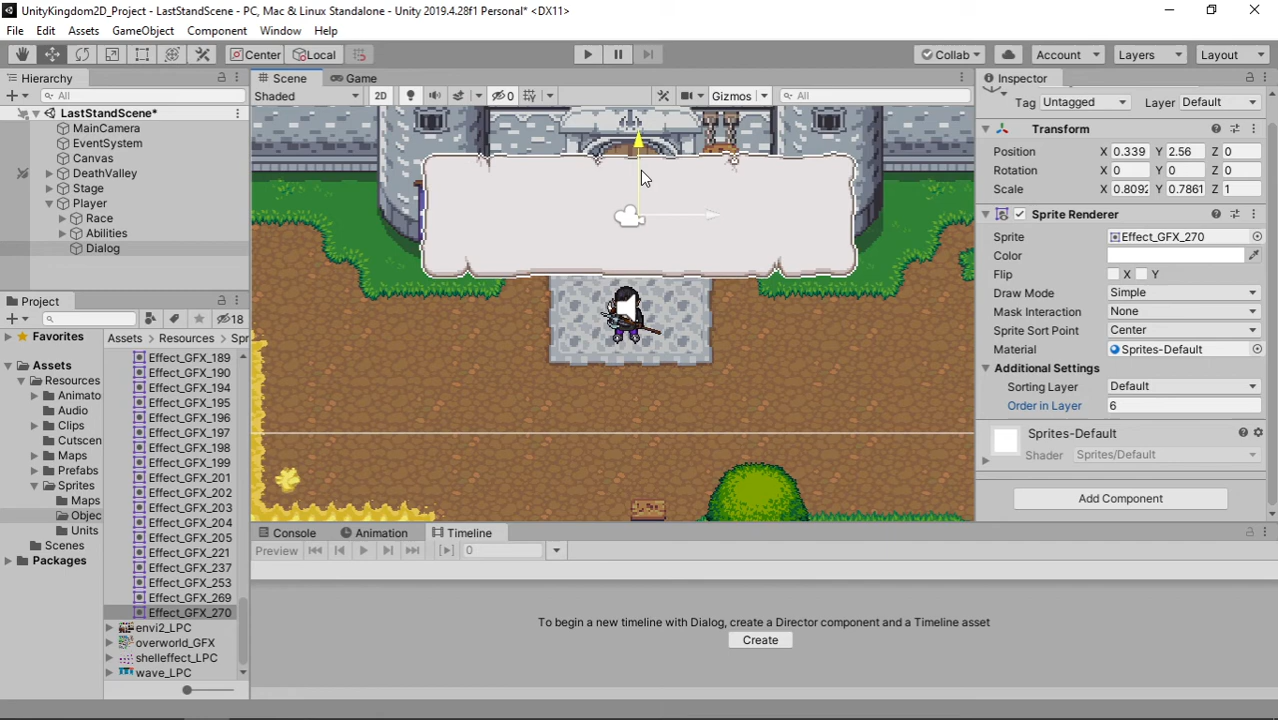 UnityKingdom2D_Project - LastStandScene - PC, Mac & Linux Standalone - Unity 2019.4.28f1 Personal* <DX11>
File Edit Assets GameObject Component Window Help
Center Local Collab Account Layers Layout
Hierarchy
All
LastStandScene*
MainCamera
EventSystem
Canvas
DeathValley
Stage
Player
Race
Abilities
Dialog
Project
18
Favorites
Assets
Resources
Animato
Audio
Clips
Cutscen
Maps
Prefabs
Sprites
Maps
Objec
Units
Scenes
Packages
Assets Resources Spr
Effect_GFX_189
Effect_GFX_190
Effect_GFX_194
Effect_GFX_195
Effect_GFX_196
Effect_GFX_197
Effect_GFX_198
Effect_GFX_199
Effect_GFX_201
Effect_GFX_202
Effect_GFX_203
Effect_GFX_204
Effect_GFX_205
Effect_GFX_221
Effect_GFX_237
Effect_GFX_253
Effect_GFX_269
Effect_GFX_270
envi2_LPC
overworld_GFX
shelleffect_LPC
wave_LPC
Scene Game
Shaded 2D 0 Gizmos All
Console Animation Timeline
Preview 0
To begin a new timeline with Dialog, create a Director component and a Timeline asset
Create
Inspector
Tag Untagged Layer Default
Transform
Position X 0.339 Y 2.56 Z 0
Rotation X 0 Y 0 Z 0
Scale X 0.8092 Y 0.7861 Z 1
Sprite Renderer
Sprite Effect_GFX_270
Color
Flip X Y
Draw Mode Simple
Mask Interaction None
Sprite Sort Point Center
Material Sprites-Default
Additional Settings
Sorting Layer Default
Order in Layer 6
Sprites-Default
Shader Sprites/Default
Add Component